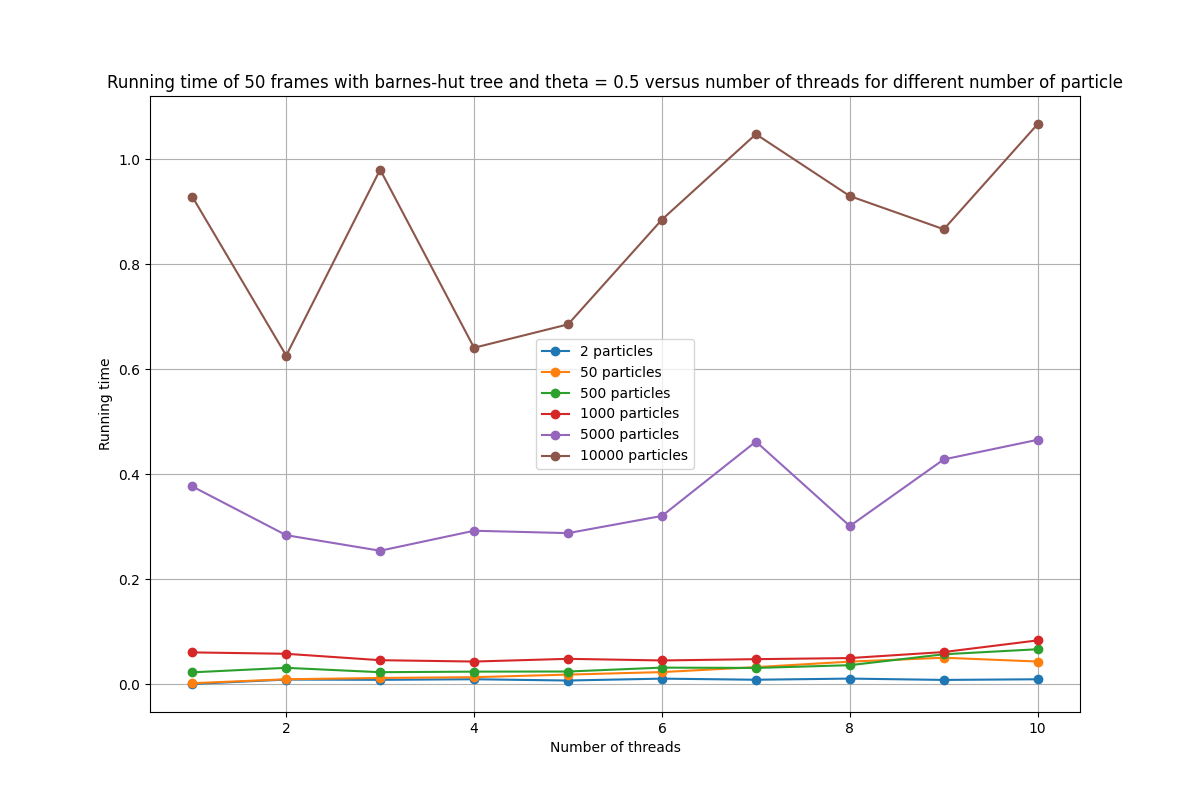 Running time of 50 frames with barnes-hut tree and theta = 0.5 versus number of threads for different number of particle
1.0
0.8
0.6
0.4
0.2
0.0
Running time
2 particles
50 particles
500 particles
1000 particles
5000 particles
10000 particles
2
4
6
8
10
Number of threads